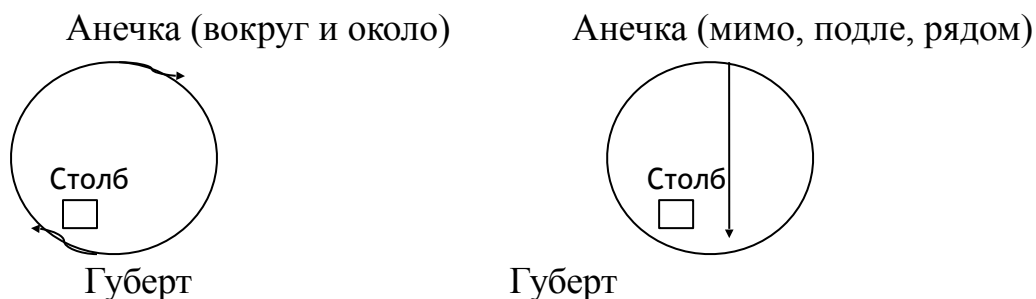 Анечка (вокруг и около) Анечка (мимо, подле, рядом)
Столб Столб
Губерт Губерт